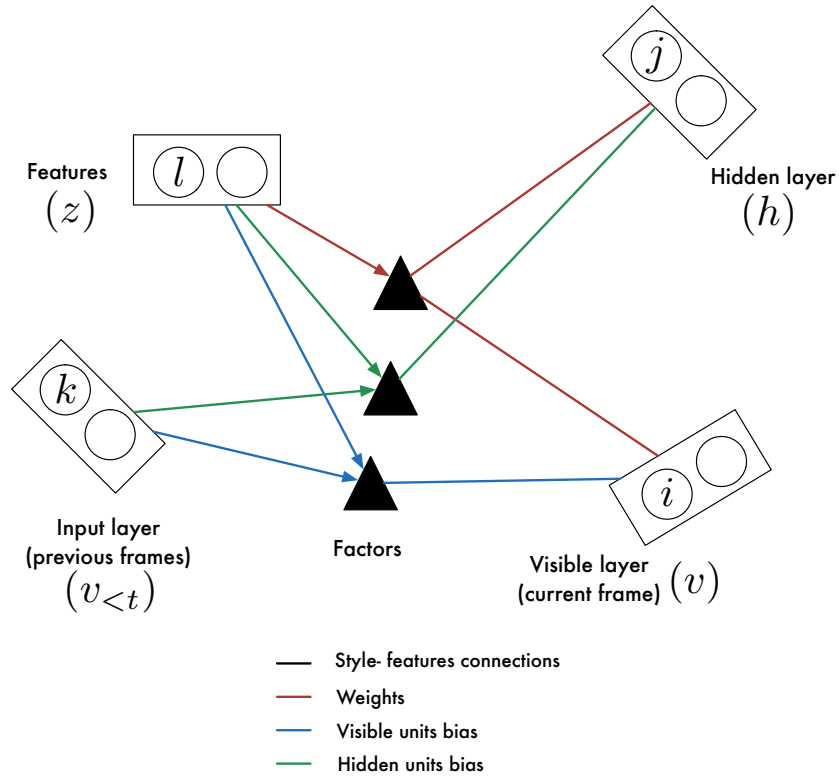 j
l
Features
(z)
Hidden layer
(h)
k
i
Input layer
(previous frames)
(v<t)
Factors
Visible layer
(current frame) (v)
Style- features connections
Weights
Visible units bias
Hidden units bias